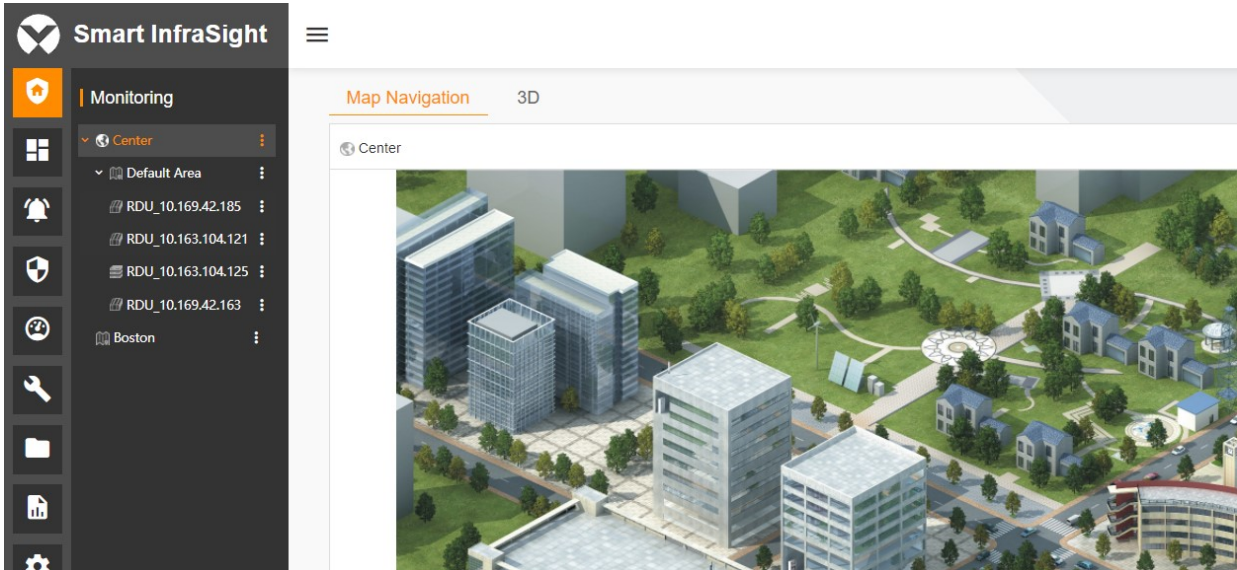 Smart InfraSight
Monitoring
Center
Default Area
RDU_10.169.42.185
RDU_10.163.104.121
RDU_10.163.104.125
RDU_10.169.42.163
Boston
Map Navigation
3D
Center